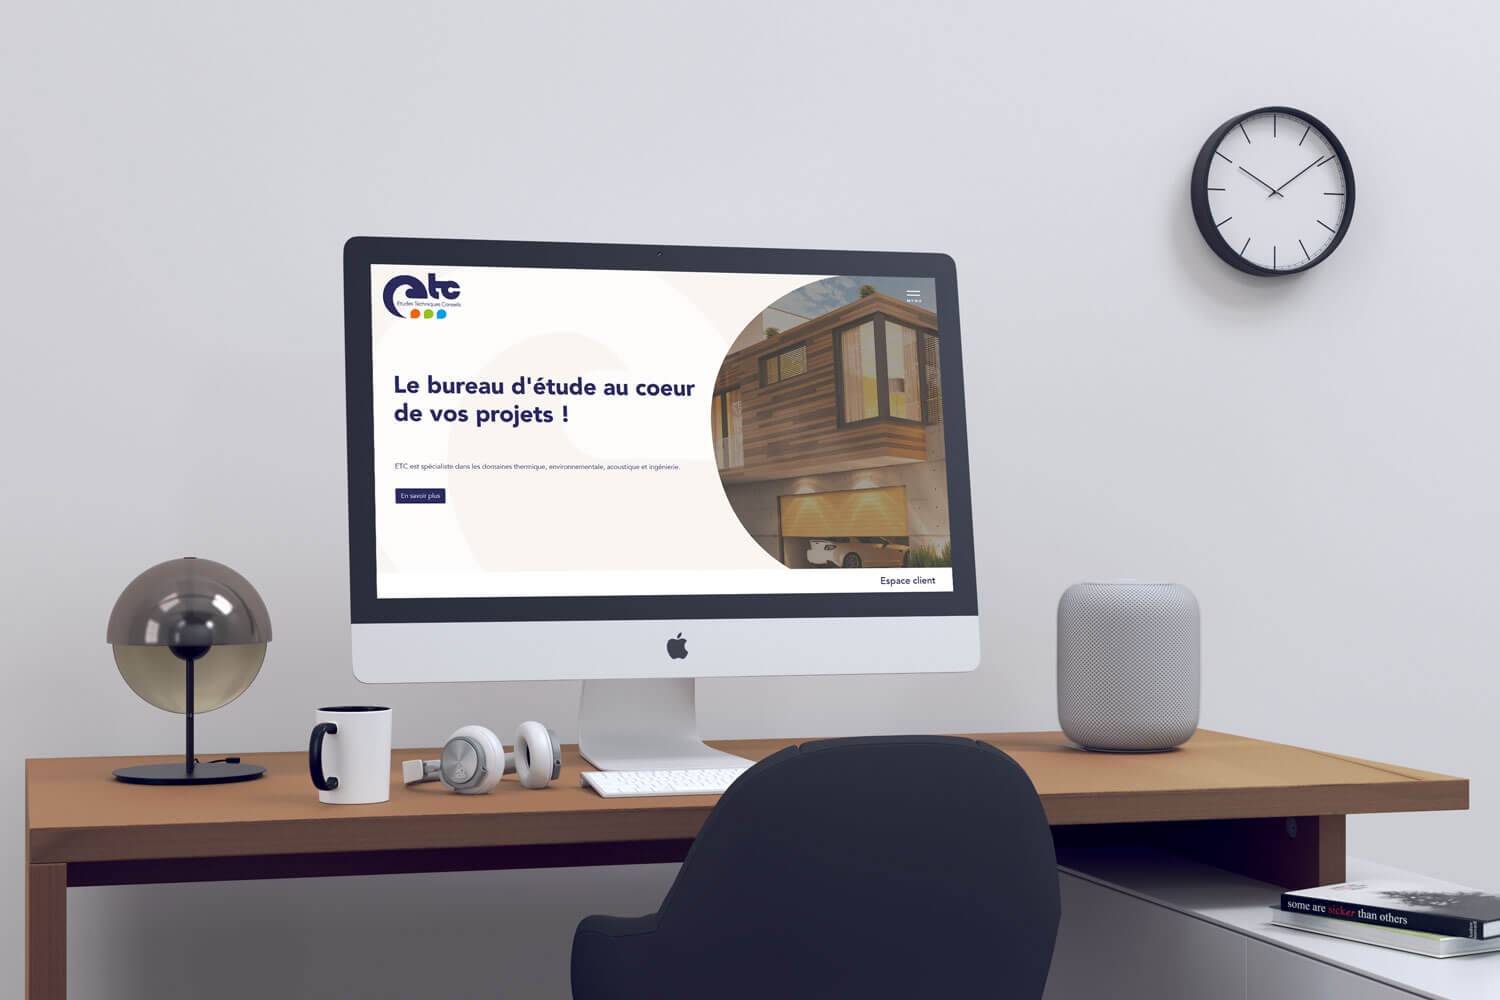 etc
Etudes Techniques Conseils
MENU
Le bureau d'étude au coeur
de vos projets !
ETC est spécialiste dans les domaines thermique, environnementale, acoustique et ingénierie.
En savoir plus
Espace client
some are sicker than others